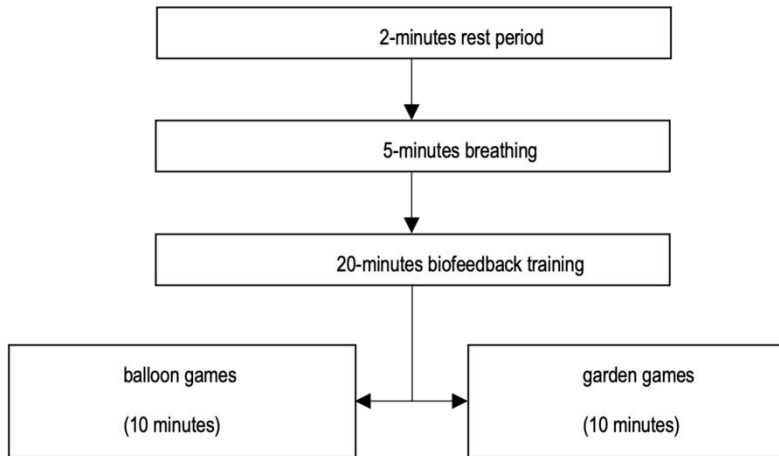 2-minutes rest period
5-minutes breathing
20-minutes biofeedback training
balloon games
(10 minutes)
garden games
(10 minutes)